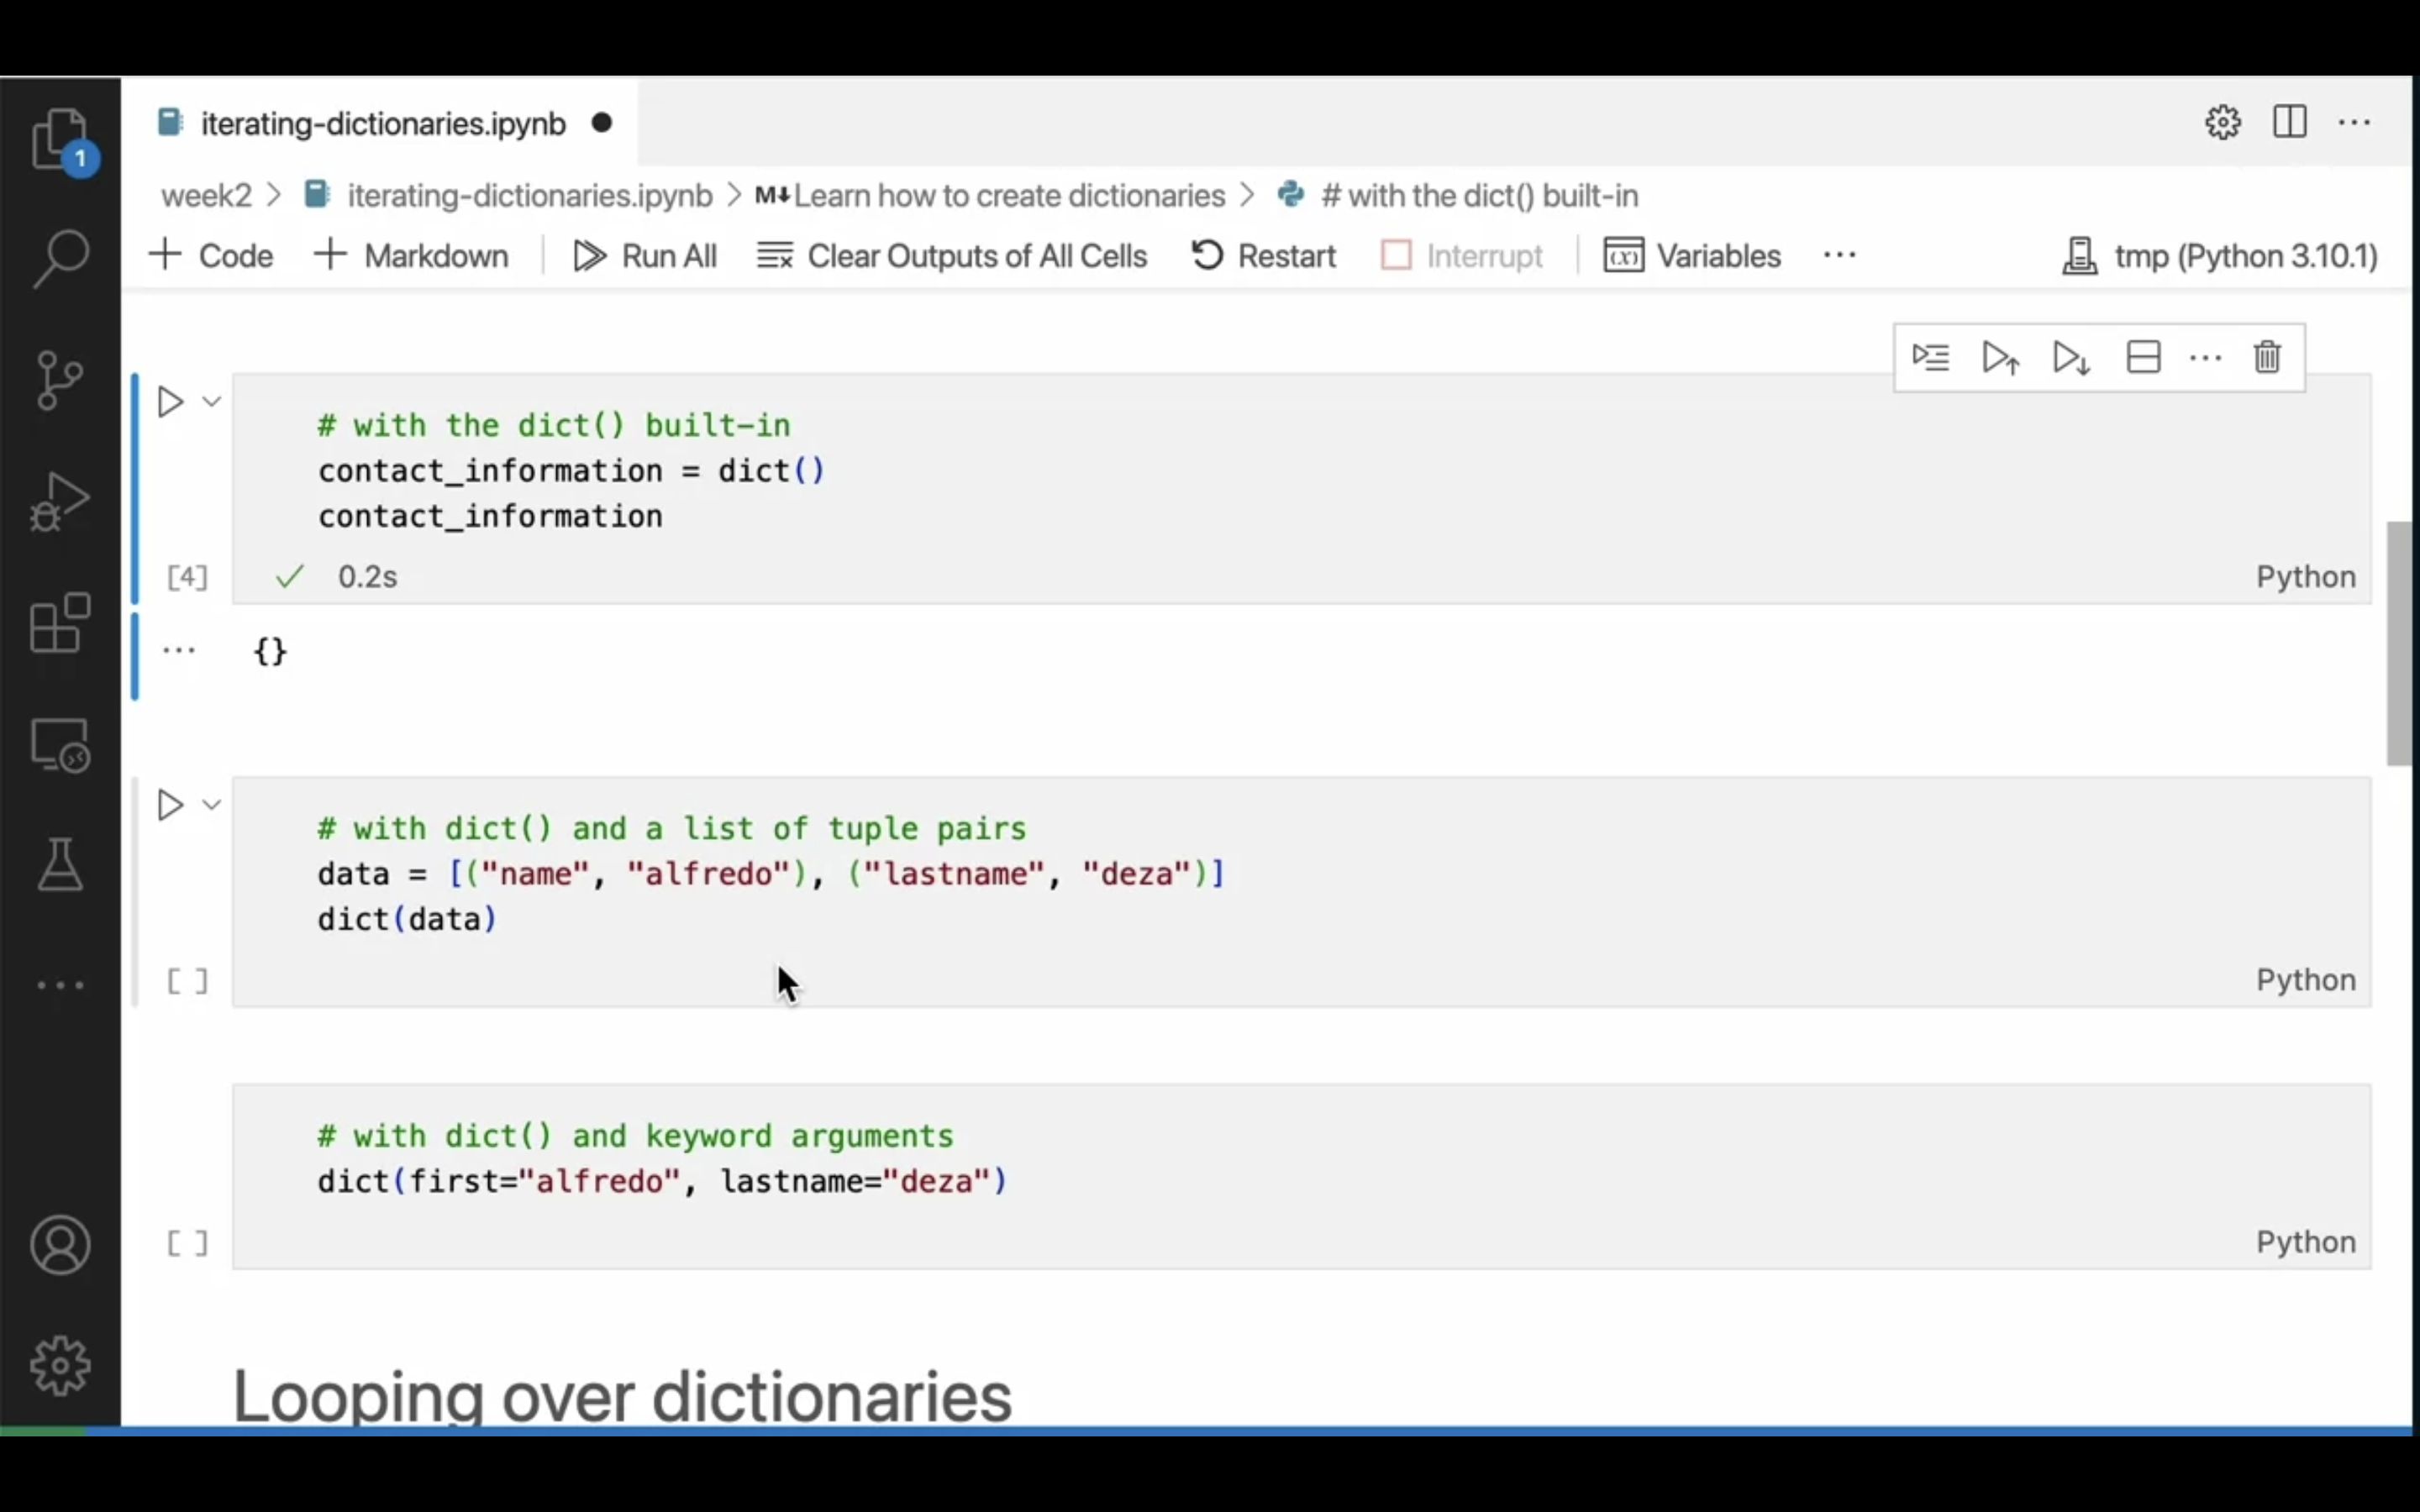 iterating-dictionaries.ipynb
1
week2 > iterating-dictionaries.ipynb > M↓Learn how to create dictionaries > # with the dict() built-in
+ Code + Markdown Run All Clear Outputs of All Cells Restart Interrupt (x) Variables ... tmp (Python 3.10.1)
# with the dict() built-in
contact_information = dict()
contact_information
[4] ✓ 0.2s Python
... {}
# with dict() and a list of tuple pairs
data = [("name", "alfredo"), ("lastname", "deza")]
dict(data)
[ ] Python
# with dict() and keyword arguments
dict(first="alfredo", lastname="deza")
[ ] Python
Looping over dictionaries